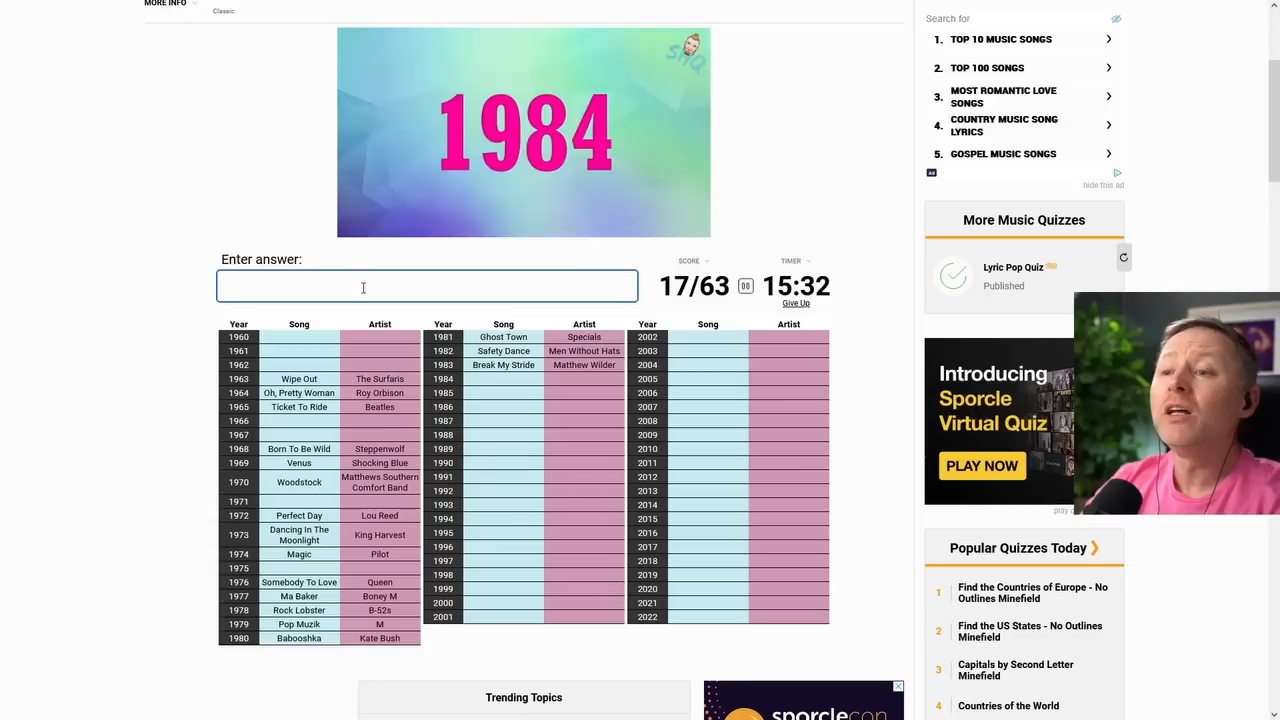 MORE INFO
Classic
1984
SHQ
Enter answer:
SCORE
TIMER
17/63
15:32
Give Up
Year Song Artist
1960
1961
1962
1963 Wipe Out The Surfaris
1964 Oh, Pretty Woman Roy Orbison
1965 Ticket To Ride Beatles
1966
1967
1968 Born To Be Wild Steppenwolf
1969 Venus Shocking Blue
1970 Woodstock Matthews Southern
Comfort Band
1971
1972 Perfect Day Lou Reed
1973 Dancing In The
Moonlight King Harvest
1974 Magic Pilot
1975
1976 Somebody To Love Queen
1977 Ma Baker Boney M
1978 Rock Lobster B-52s
1979 Pop Muzik M
1980 Babooshka Kate Bush
Year Song Artist
1981 Ghost Town Specials
1982 Safety Dance Men Without Hats
1983 Break My Stride Matthew Wilder
1984
1985
1986
1987
1988
1989
1990
1991
1992
1993
1994
1995
1996
1997
1998
1999
2000
2001
Year Song Artist
2002
2003
2004
2005
2006
2007
2008
2009
2010
2011
2012
2013
2014
2015
2016
2017
2018
2019
2020
2021
2022
Trending Topics
sporclecon
Search for
1. TOP 10 MUSIC SONGS
2. TOP 100 SONGS
3. MOST ROMANTIC LOVE
SONGS
4. COUNTRY MUSIC SONG
LYRICS
5. GOSPEL MUSIC SONGS
Ad
hide this ad
More Music Quizzes
Lyric Pop Quiz
Published
Introducing
Sporcle
Virtual Quiz
PLAY NOW
Popular Quizzes Today
1 Find the Countries of Europe - No
Outlines Minefield
2 Find the US States - No Outlines
Minefield
3 Capitals by Second Letter
Minefield
4 Countries of the World